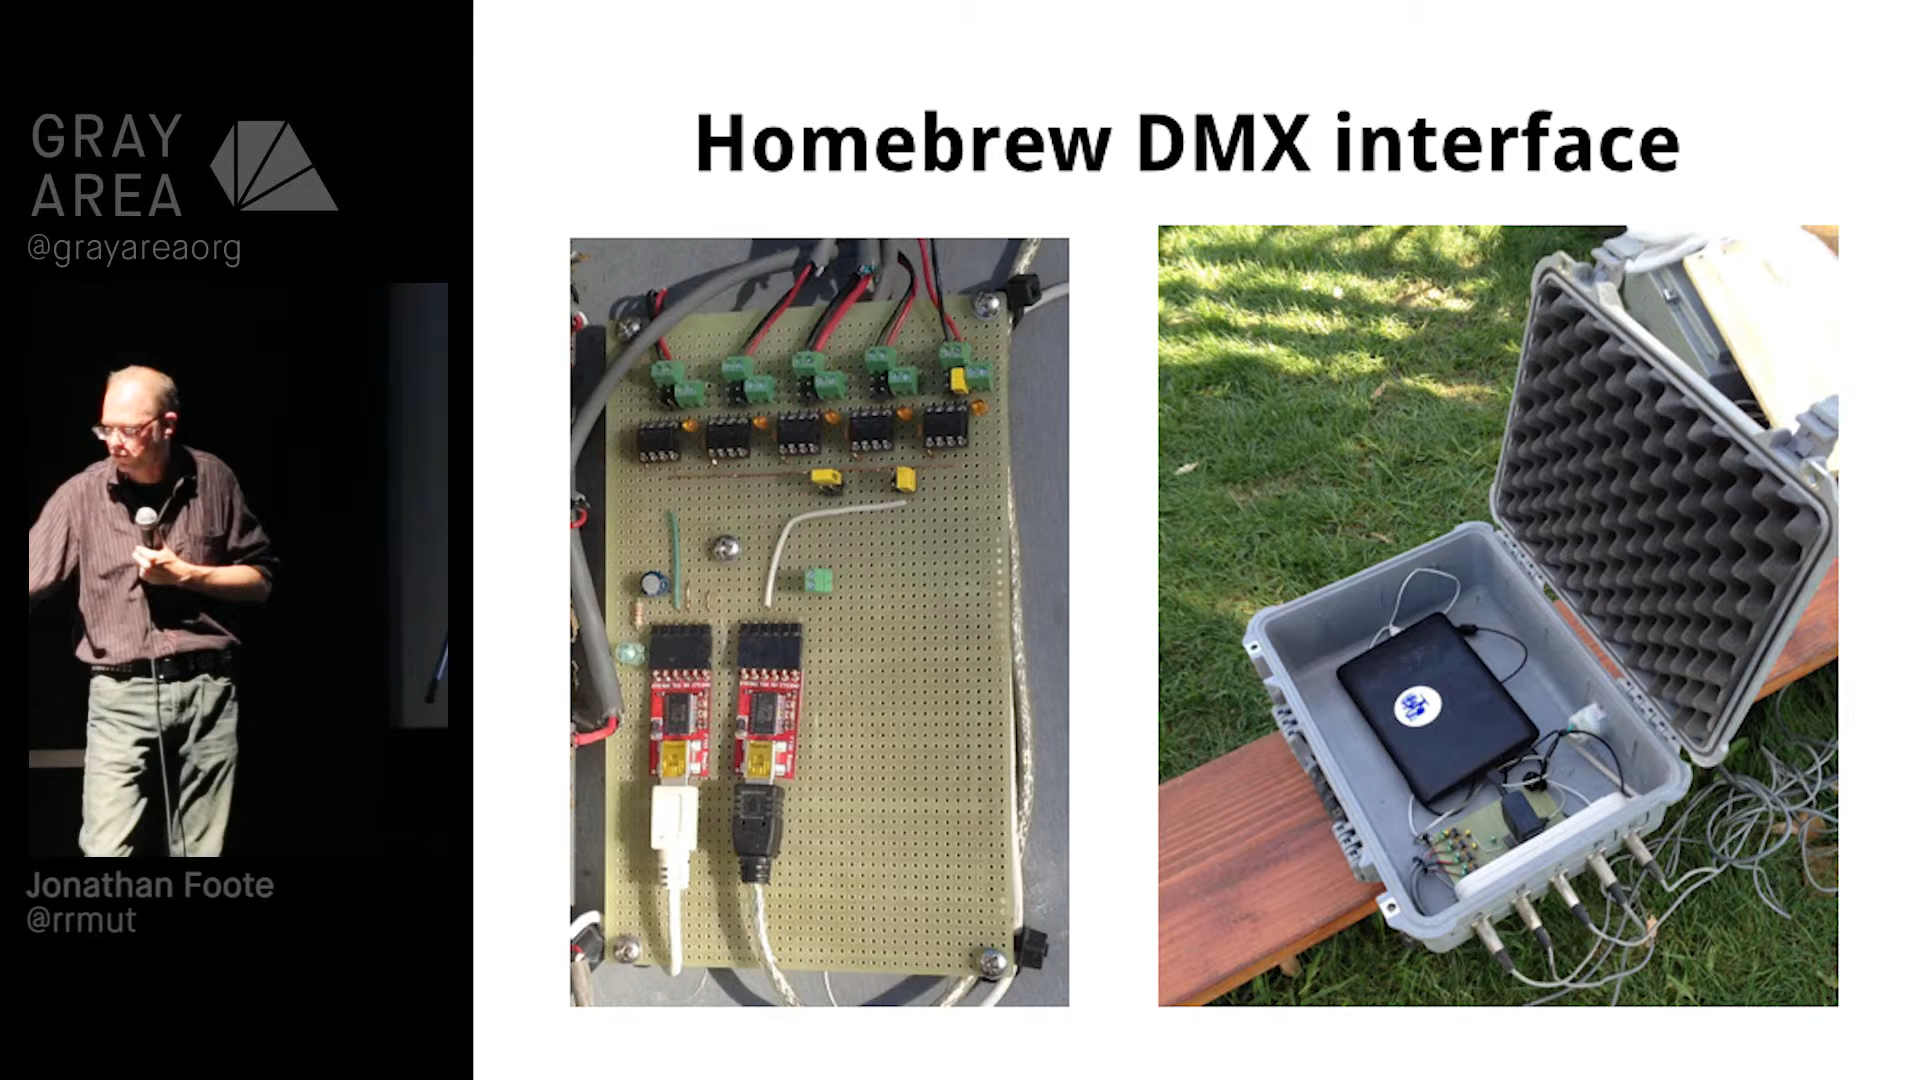 GRAY
AREA
@grayareaorg
Homebrew DMX interface
Jonathan Foote
@rrmut